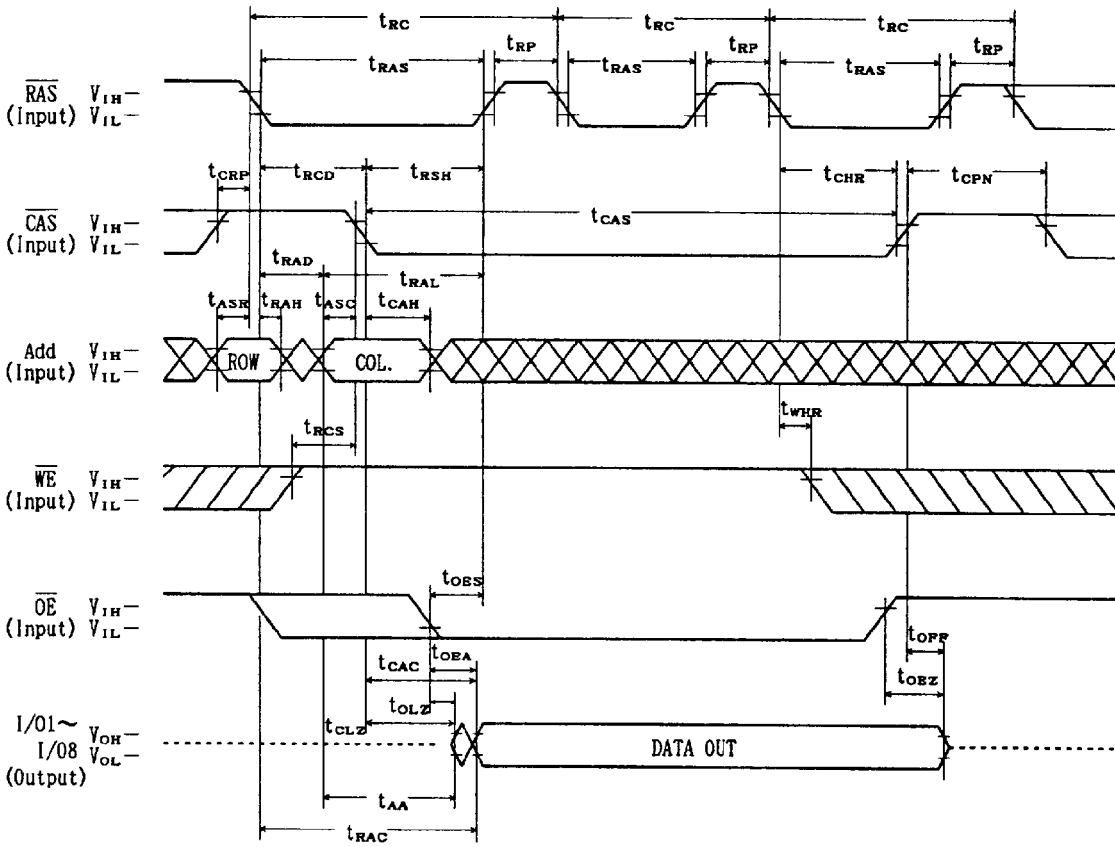 tRC tRC tRC
tRP tRP tRP
tRAS tRAS tRAS
RAS VIH
(Input) VIL
tCRP tRCD tRSH tCHR tCPN
CAS VIH
(Input) VIL
tCAS
tRAD tRAL
tASR tRAH tASC tCAH
Add VIH
(Input) VIL
ROW COL.
tRCS tWHR
WE VIH
(Input) VIL
tOES
OE VIH
(Input) VIL
tOEA tOFF
tCAC tOEZ
tOLZ
tCLZ
I/O1~
I/O8 VOH
VOL
(Output)
DATA OUT
tAA
tRAC